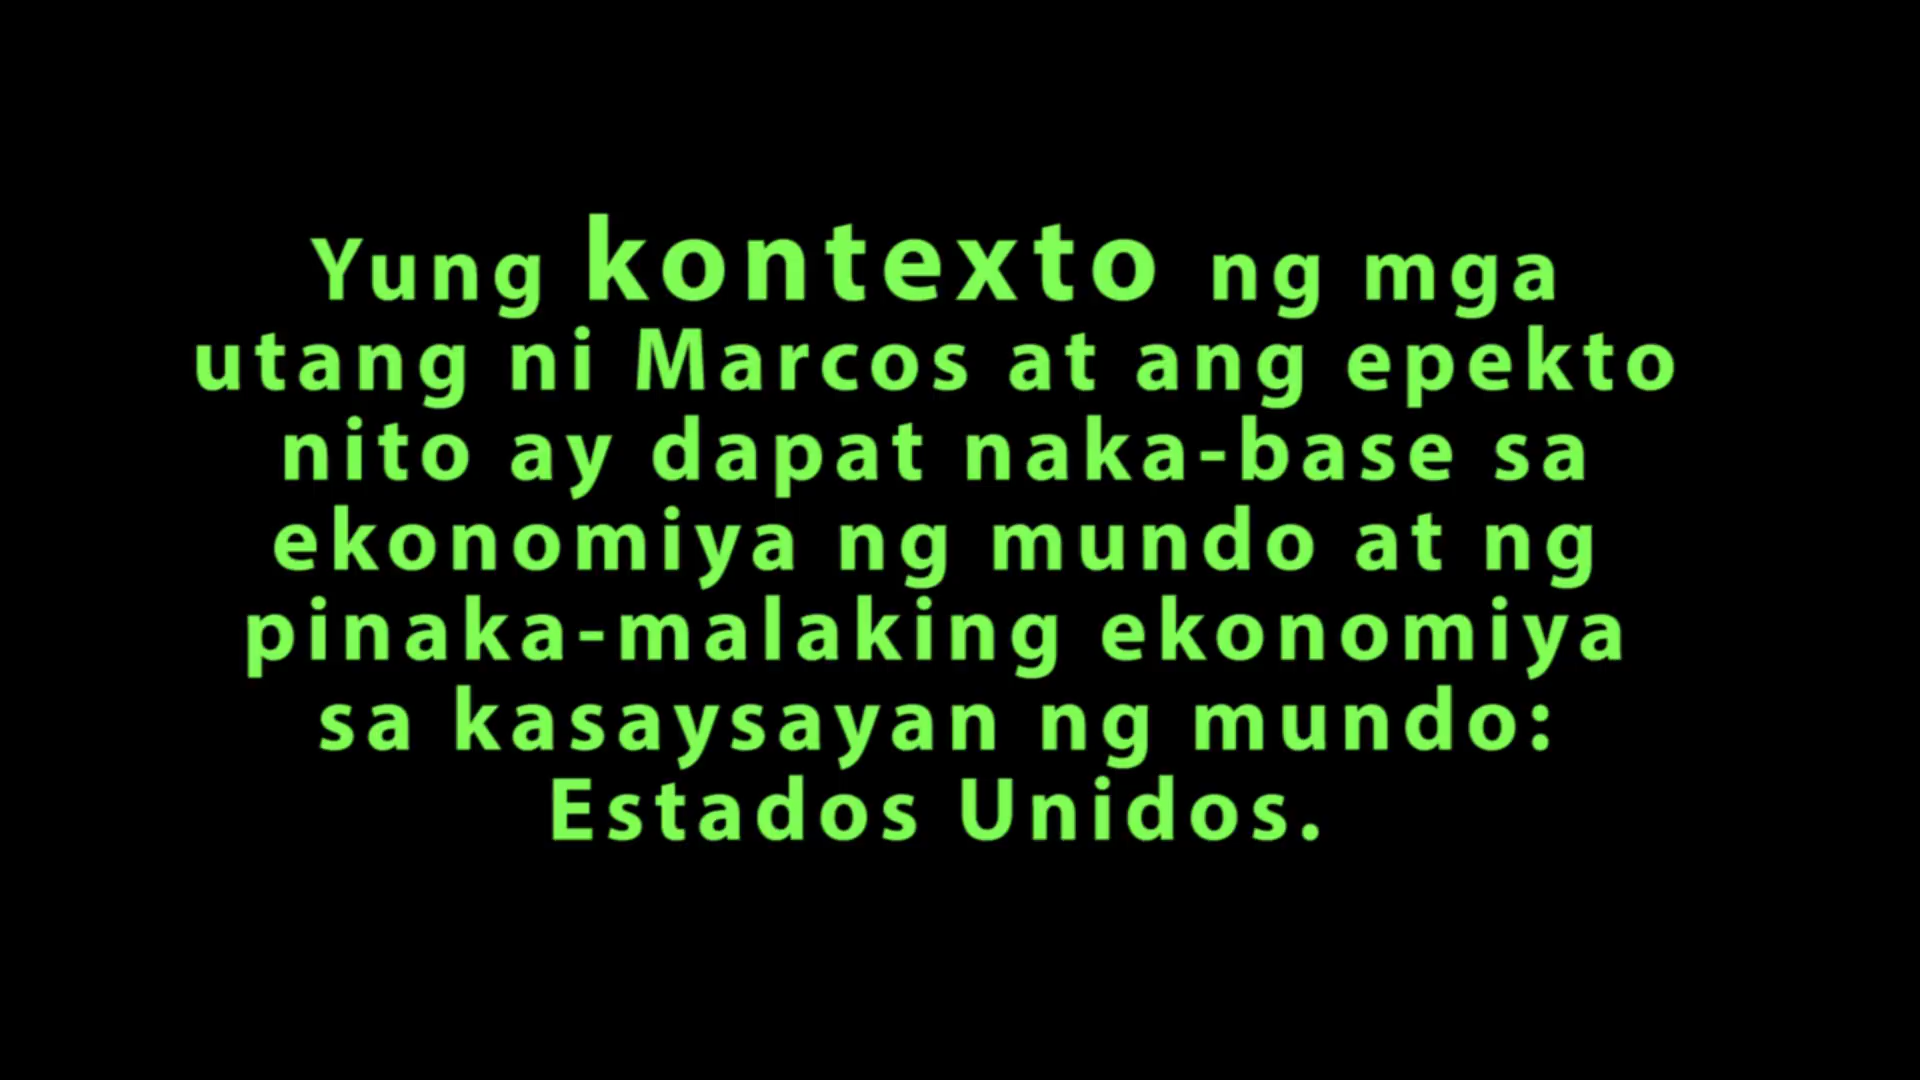 Yung kontexto ng mga
utang ni Marcos at ang epekto
nito ay dapat naka-base sa
ekonomiya ng mundo at ng
pinaka-malaking ekonomiya
sa kasaysayan ng mundo:
Estados Unidos.